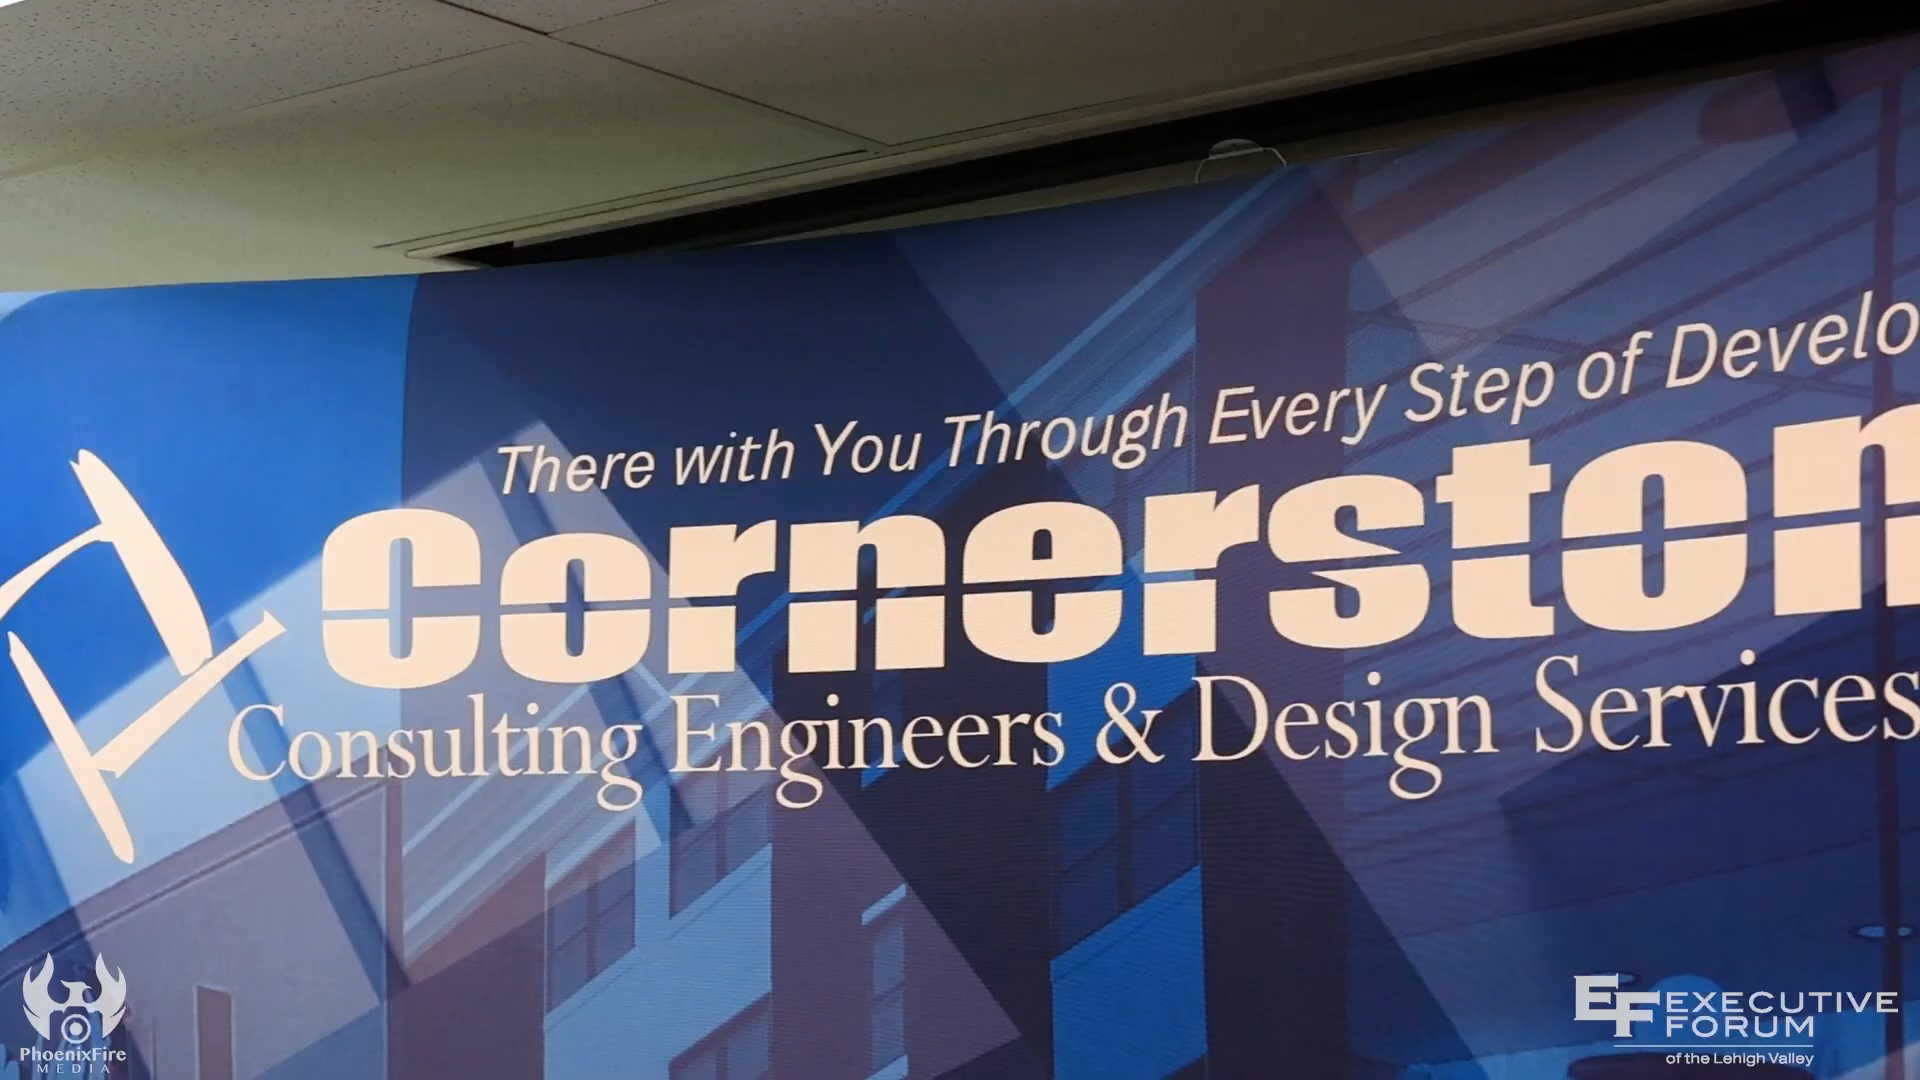 There with You Through Every Step of Develo
Cornerston
Consulting Engineers & Design Services
PhoenixFire
MEDIA
EF EXECUTIVE
FORUM
of the Lehigh Valley